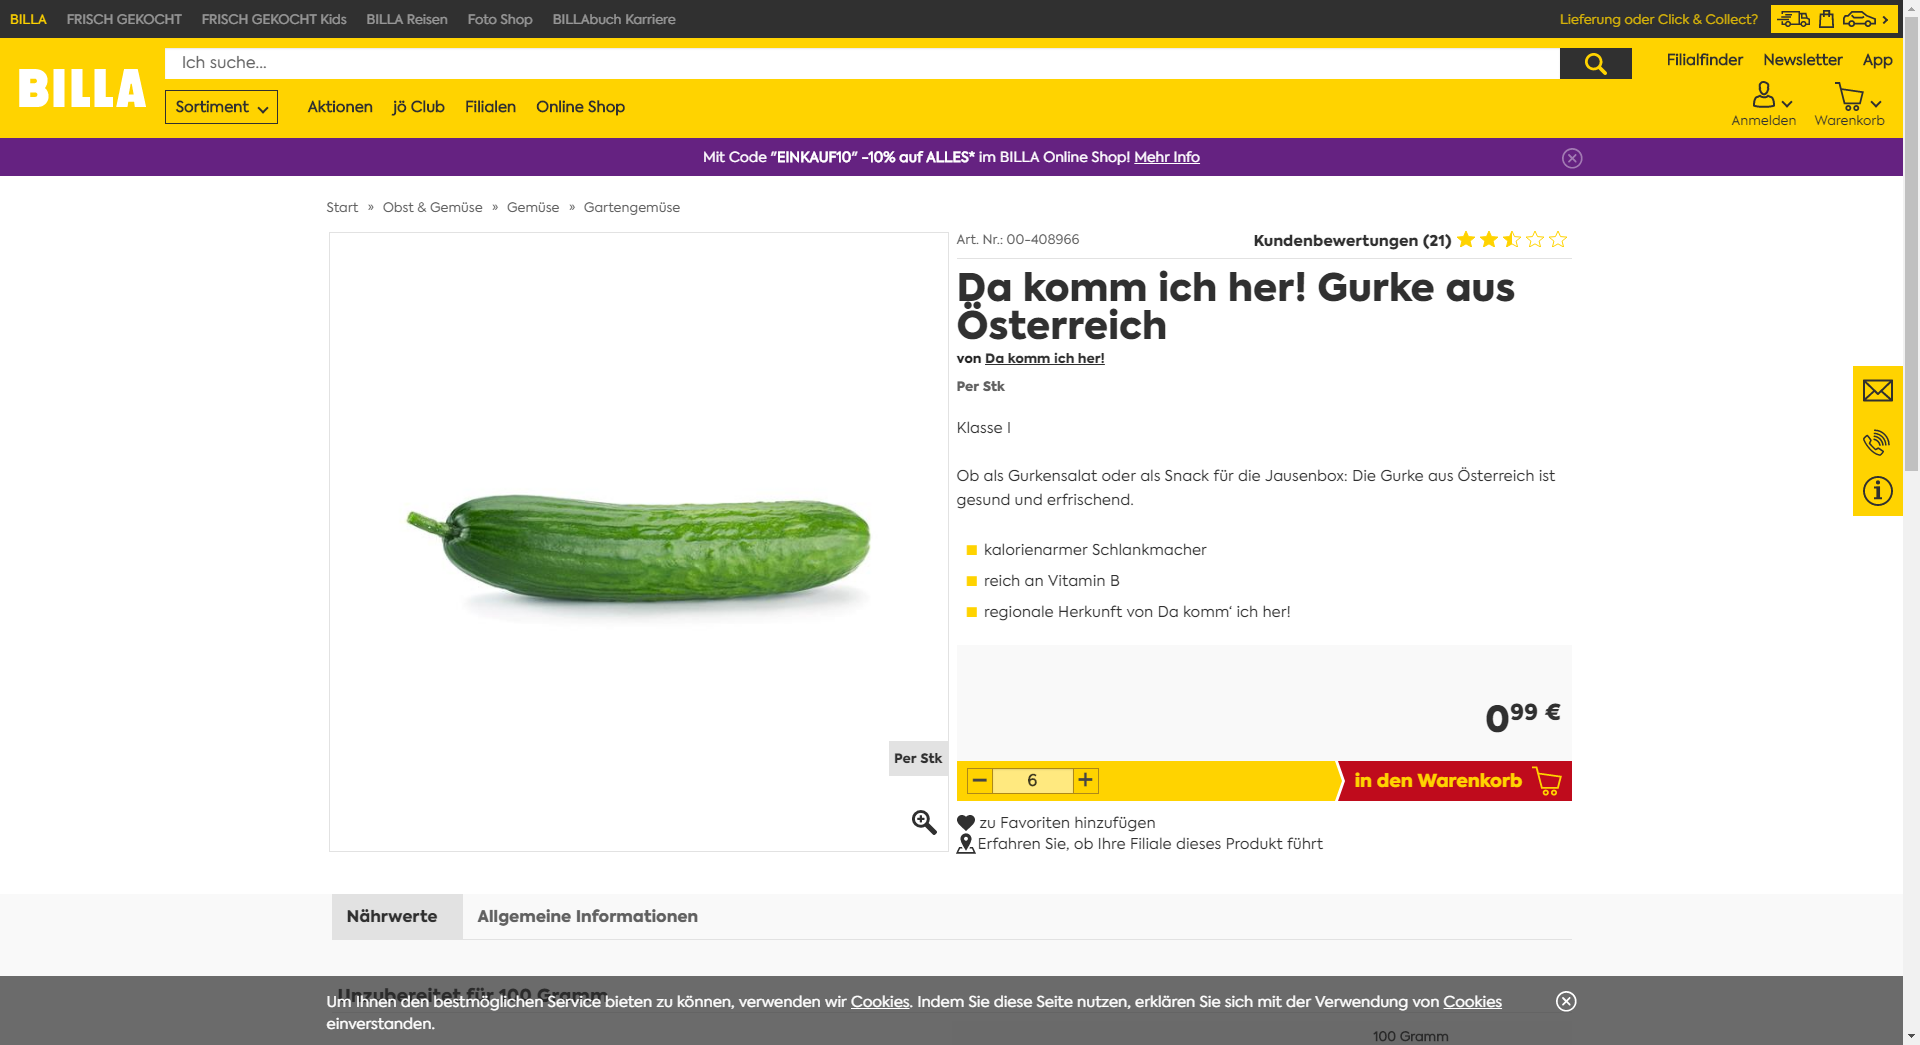 BILLA FRISCH GEKOCHT FRISCH GEKOCHT Kids BILLA Reisen Foto Shop BILLAbuch Karriere Lieferung oder Click & Collect?
BILLA
Ich suche...
Filialfinder Newsletter App
Sortiment Aktionen jö Club Filialen Online Shop
Anmelden Warenkorb
Mit Code "EINKAUF10" -10% auf ALLES* im BILLA Online Shop! Mehr Info
Start » Obst & Gemüse » Gemüse » Gartengemüse
Art. Nr.: 00-408966
Kundenbewertungen (21)
Da komm ich her! Gurke aus
Österreich
von Da komm ich her!
Per Stk
Klasse I
Ob als Gurkensalat oder als Snack für die Jausenbox: Die Gurke aus Österreich ist
gesund und erfrischend.
kalorienarmer Schlankmacher
reich an Vitamin B
regionale Herkunft von Da komm‘ ich her!
0 99 €
Per Stk
− 6 + in den Warenkorb
zu Favoriten hinzufügen
Erfahren Sie, ob Ihre Filiale dieses Produkt führt
Nährwerte Allgemeine Informationen
Unzubereitet für 100 Gramm
Um Ihnen den bestmöglichen Service bieten zu können, verwenden wir Cookies. Indem Sie diese Seite nutzen, erklären Sie sich mit der Verwendung von Cookies
einverstanden.
100 Gramm